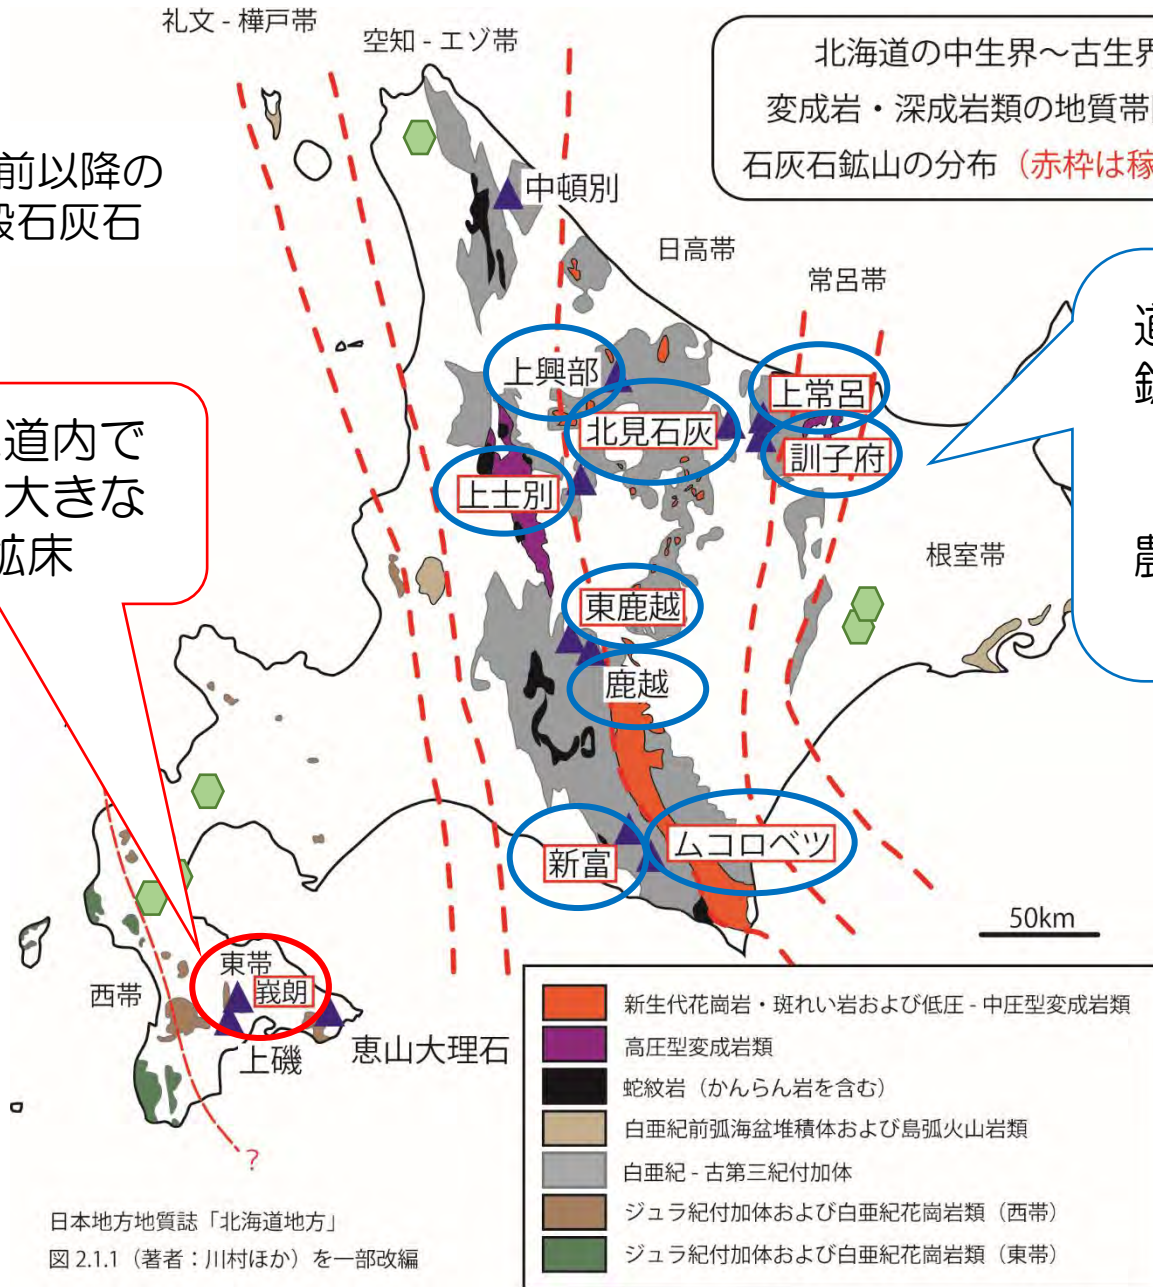 礼文 - 樺戸帯
空知 - エゾ帯
北海道の中生界～古生界
変成岩・深成岩類の地質帯
石灰石鉱山の分布（赤枠は稼
前以降の
石灰石
中頓別
日高帯
常呂帯
道内で
大きな
鉱床
上興部
北見石灰
上常呂
訓子府
上士別
道
農
根室帯
東鹿越
鹿越
新富
ムコロベツ
50km
東帯
峩朗
西帯
上磯
恵山大理石
?
新生代花崗岩・斑れい岩および低圧 - 中圧型変成岩類
高圧型変成岩類
蛇紋岩（かんらん岩を含む）
白亜紀前弧海盆堆積体および島弧火山岩類
白亜紀 - 古第三紀付加体
ジュラ紀付加体および白亜紀花崗岩類（西帯）
ジュラ紀付加体および白亜紀花崗岩類（東帯）
日本地方地質誌「北海道地方」
図 2.1.1（著者：川村ほか）を一部改編